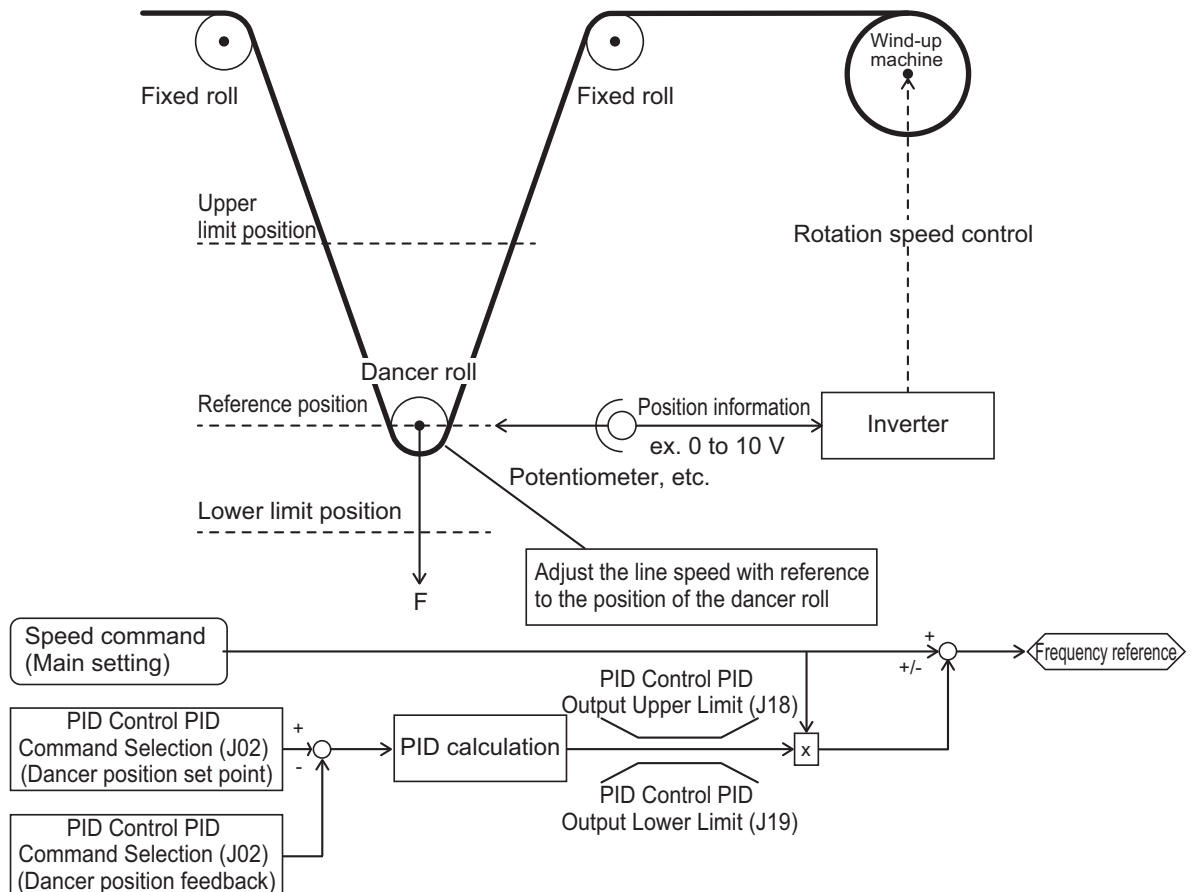 Wind-up
machine
Fixed roll
Fixed roll
Upper
limit position
Rotation speed control
Dancer roll
Reference position
Position information
ex. 0 to 10 V
Inverter
Potentiometer, etc.
Lower limit position
Adjust the line speed with reference
to the position of the dancer roll
F
Speed command
(Main setting)
+
+/-
Frequency reference
PID Control PID
Output Upper Limit (J18)
PID Control PID
Command Selection (J02)
(Dancer position set point)
+
-
PID calculation
x
PID Control PID
Output Lower Limit (J19)
PID Control PID
Command Selection (J02)
(Dancer position feedback)